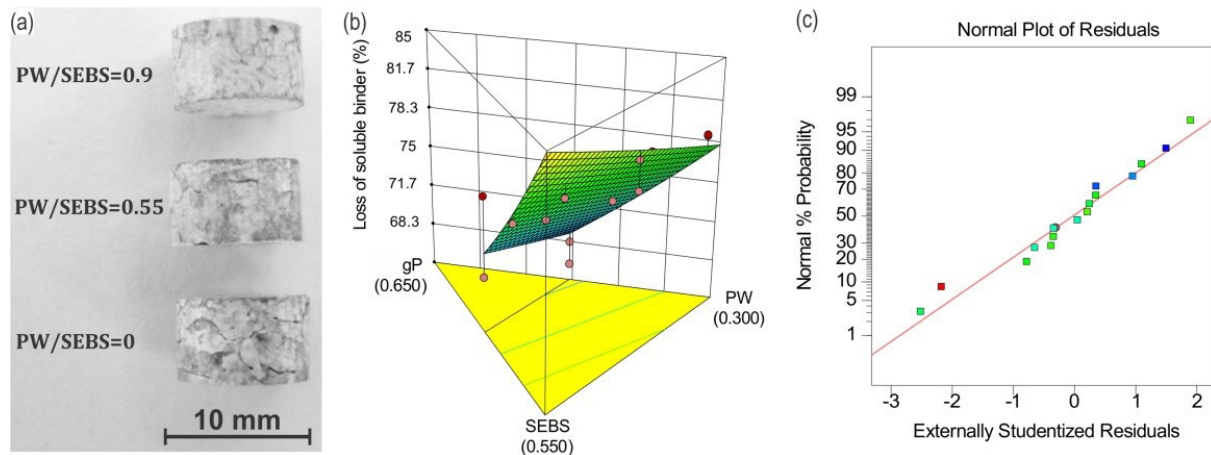 (a)
PW/SEBS=0.9
PW/SEBS=0.55
PW/SEBS=0
10 mm
(b)
Loss of soluble binder (%)
85
81.7
78.3
75
71.7
68.3
gP
(0.650)
PW
(0.300)
SEBS
(0.550)
(c)
Normal Plot of Residuals
Normal % Probability
99
95
90
80
70
50
30
20
10
5
1
-3
-2
-1
0
1
2
Externally Studentized Residuals